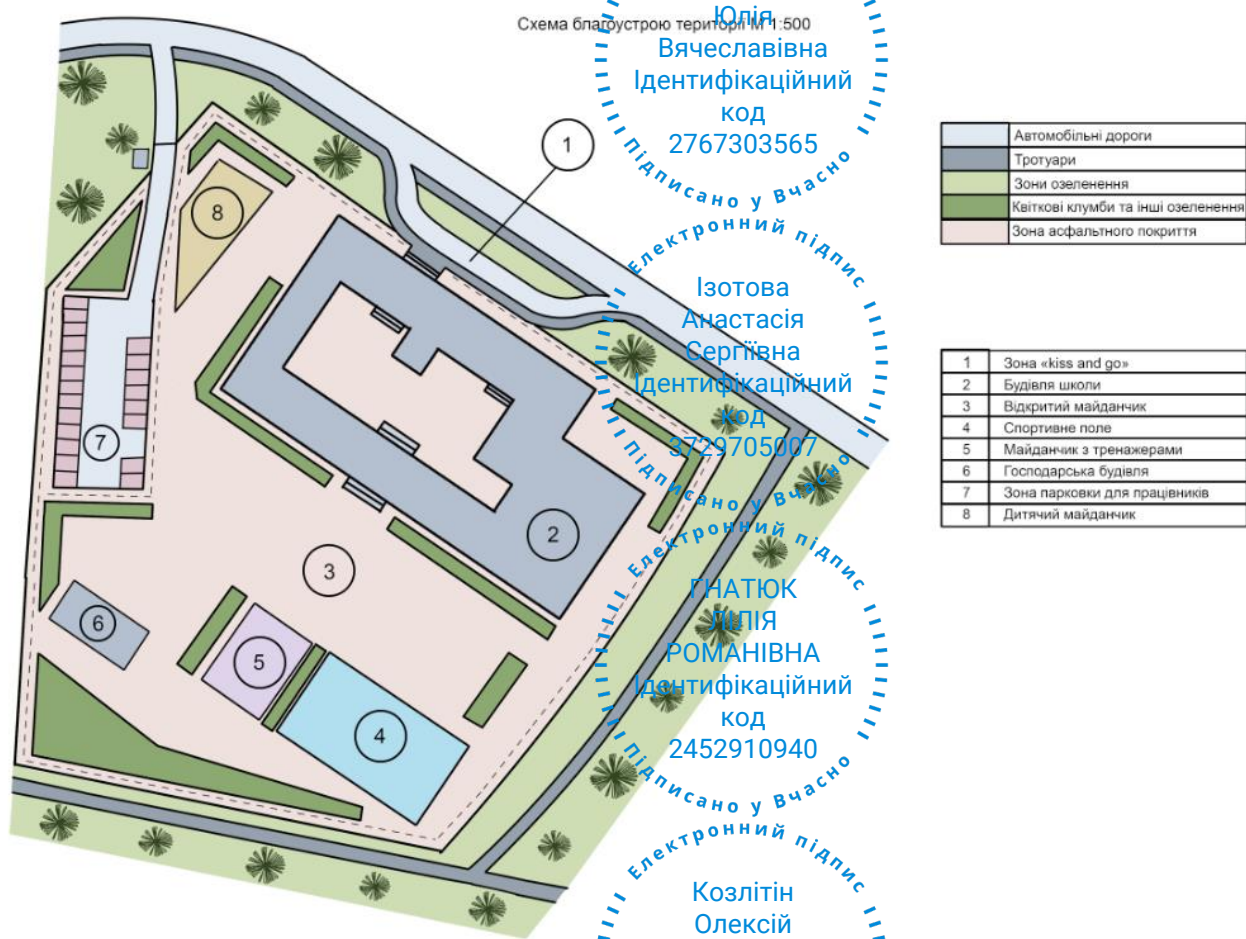 Схема благоустрою території М 1:500
Юлія
Вячеславівна
Ідентифікаційний
код
2767303565
Підписано у Вчасно
Електронний підпис
Ізотова
Анастасія
Сергіївна
Ідентифікаційний
код
3729705007
Підписано у Вчасно
Електронний підпис
ГНАТЮК
ЛІЛІЯ
РОМАНІВНА
Ідентифікаційний
код
2452910940
Підписано у Вчасно
Електронний підпис
Козлітін
Олексій
1
8
7
2
3
6
5
4
Автомобільні дороги
Тротуари
Зони озеленення
Квіткові клумби та інші озеленення
Зона асфальтного покриття
1 Зона «kiss and go»
2 Будівля школи
3 Відкритий майданчик
4 Спортивне поле
5 Майданчик з тренажерами
6 Господарська будівля
7 Зона парковки для працівників
8 Дитячий майданчик